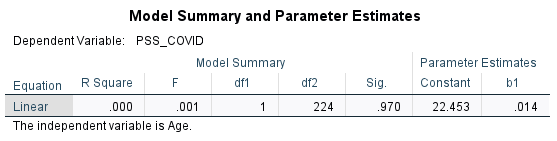 Model Summary and Parameter Estimates
Dependent Variable: PSS_COVID
Model Summary Parameter Estimates
Equation R Square F df1 df2 Sig. Constant b1
Linear .000 .001 1 224 .970 22.453 .014
The independent variable is Age.